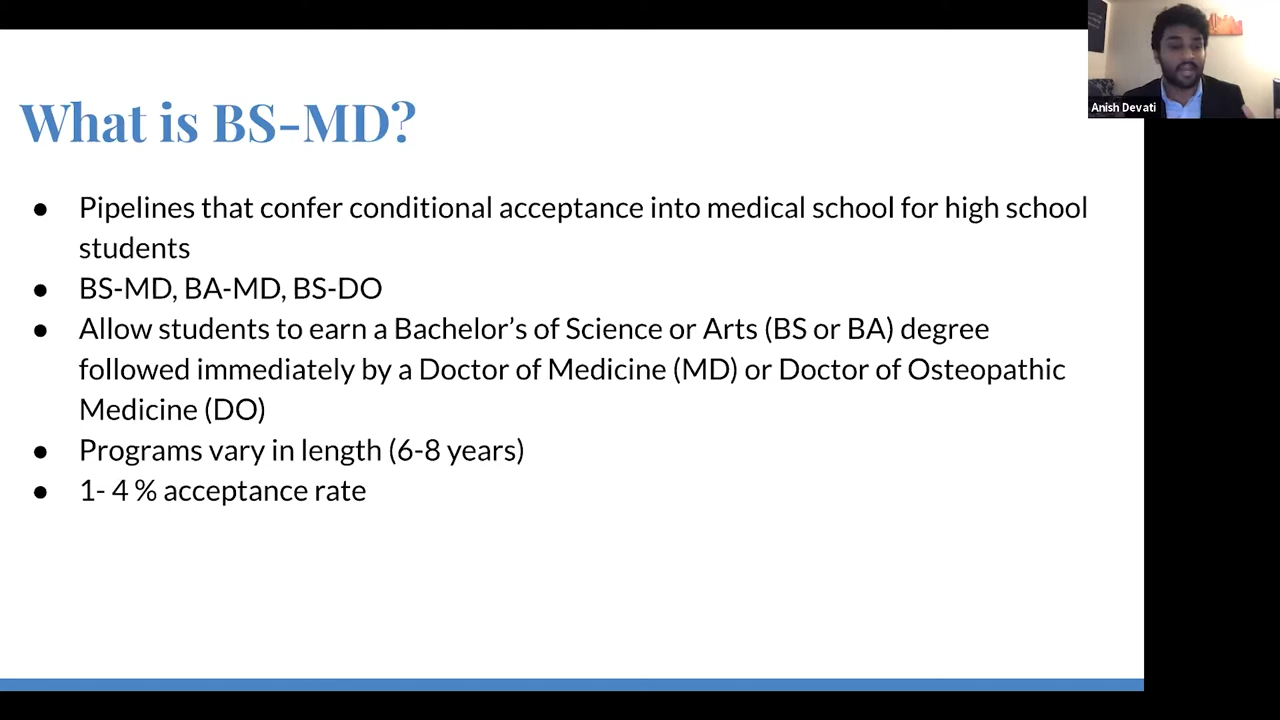 What is BS-MD?
Anish Devati
● Pipelines that confer conditional acceptance into medical school for high school
students
● BS-MD, BA-MD, BS-DO
● Allow students to earn a Bachelor’s of Science or Arts (BS or BA) degree
followed immediately by a Doctor of Medicine (MD) or Doctor of Osteopathic
Medicine (DO)
● Programs vary in length (6-8 years)
● 1- 4 % acceptance rate